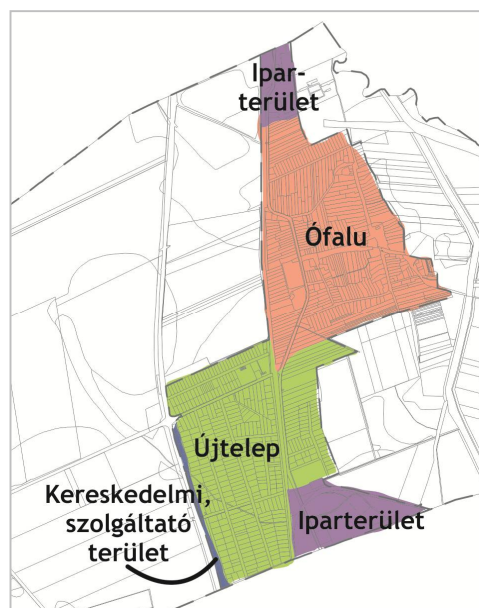 Ipar-
terület
Ófalu
Újtelep
Kereskedelmi,
szolgáltató
terület
Iparterület